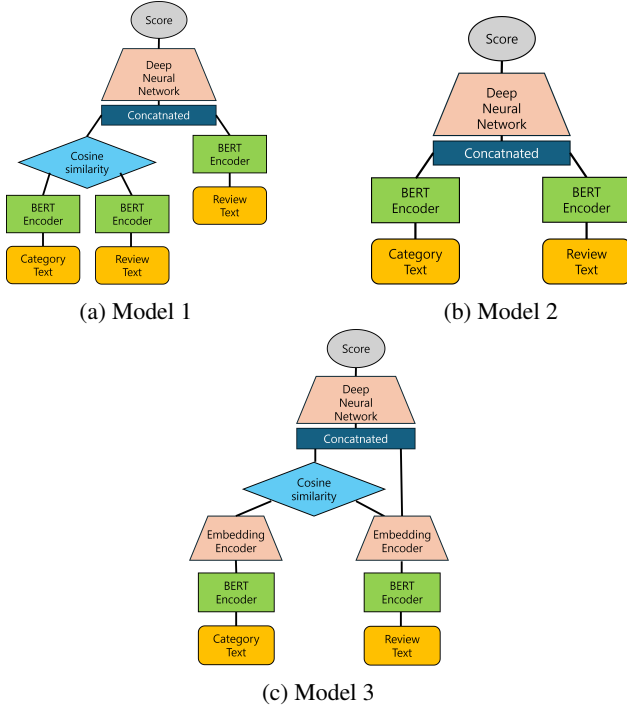 Score
Deep
Neural
Network
Concatnated
Cosine
similarity
BERT
Encoder
Review
Text
BERT
Encoder
BERT
Encoder
Category
Text
Review
Text
(a) Model 1
Score
Deep
Neural
Network
Concatnated
BERT
Encoder
BERT
Encoder
Category
Text
Review
Text
(b) Model 2
Score
Deep
Neural
Network
Concatnated
Cosine
similarity
Embedding
Encoder
Embedding
Encoder
BERT
Encoder
BERT
Encoder
Category
Text
Review
Text
(c) Model 3